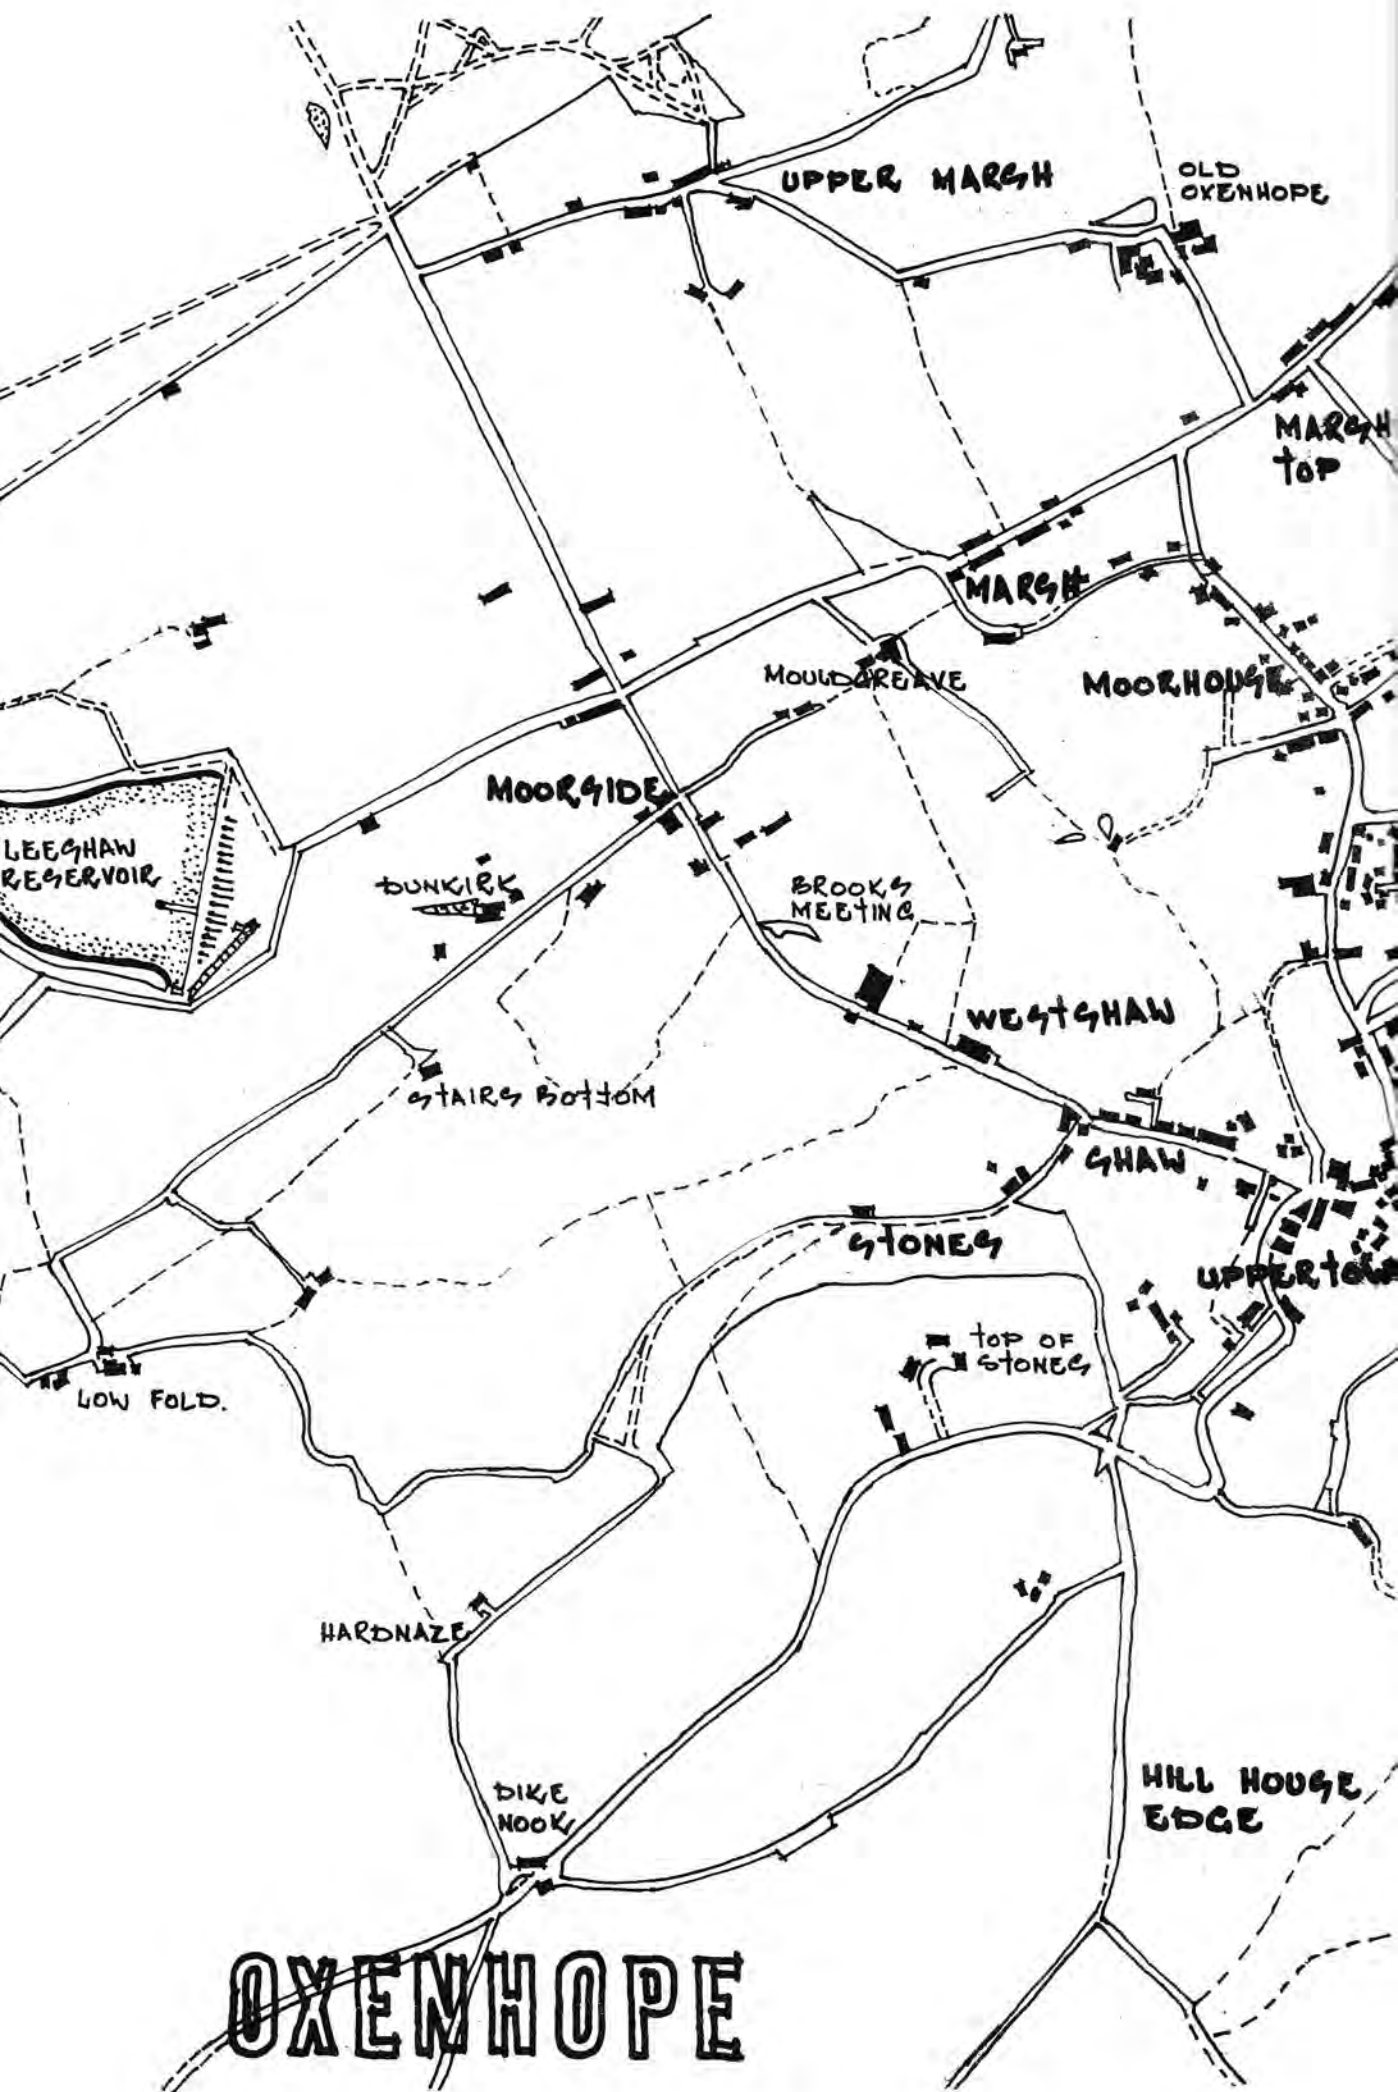 UPPER MARSH
OLD
OXENHOPE
MARSH
TOP
MARSH
MOULDGREAVE
MOORHOUSE
MOORSIDE
LEESHAW
RESERVOIR
DUNKIRK
BROOKS
MEETING
WESTSHAW
STAIRS BOTTOM
SHAW
STONES
UPPERTOWN
TOP OF
STONES
LOW FOLD.
HARDNAZE
DIKE
NOOK
HILL HOUSE
EDGE
OXENHOPE